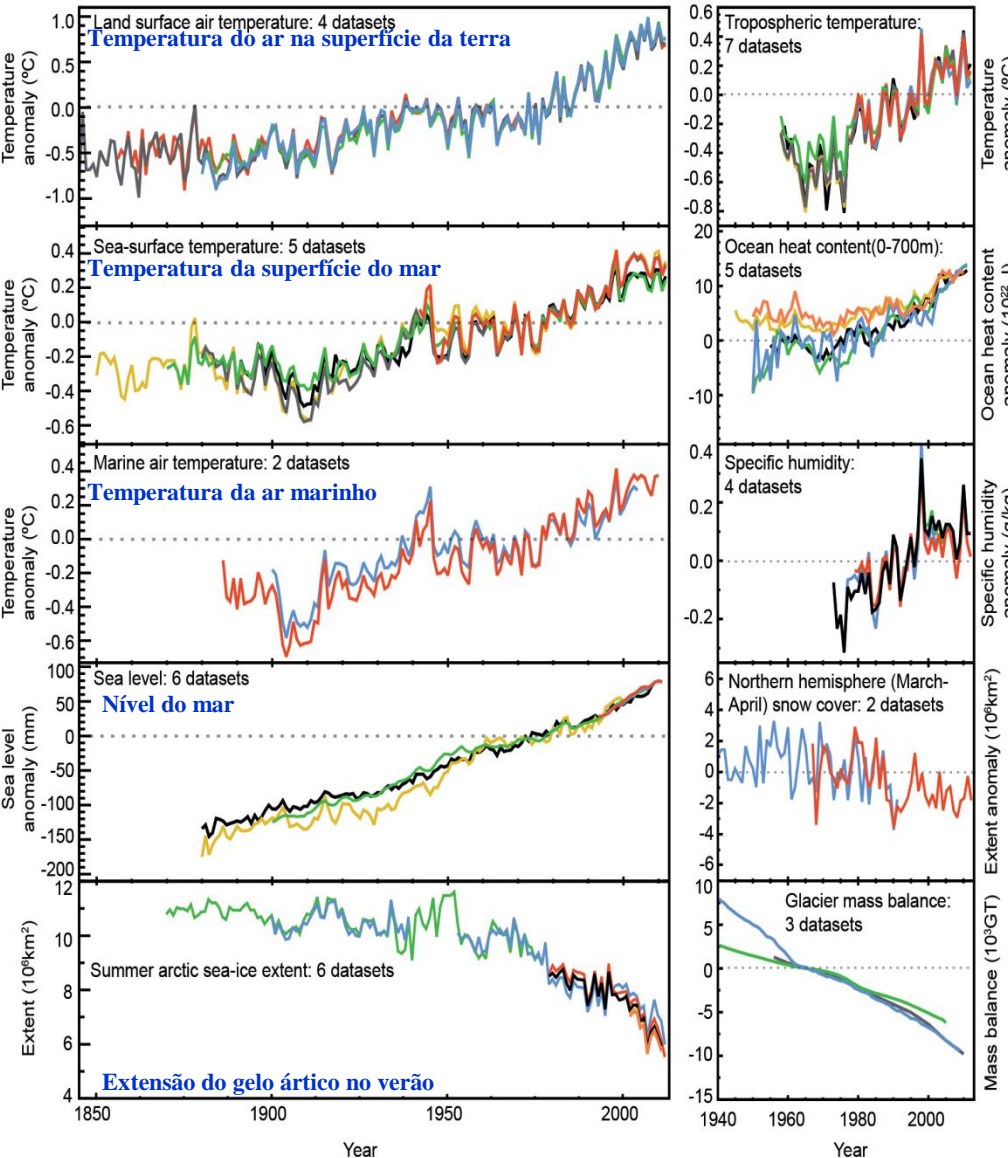 Land surface air temperature: 4 datasets
Temperatura do ar na superfície da terra
Temperature
anomaly (ºC)
1.0
0.5
0.0
-0.5
-1.0
Sea-surface temperature: 5 datasets
Temperatura da superfície do mar
Temperature
anomaly (ºC)
0.4
0.2
0.0
-0.2
-0.4
-0.6
Marine air temperature: 2 datasets
Temperatura da ar marinho
Temperature
anomaly (ºC)
0.4
0.2
0.0
-0.2
-0.4
-0.6
Sea level: 6 datasets
Nível do mar
Sea level
anomaly (mm)
100
50
0
-50
-100
-150
-200
Summer arctic sea-ice extent: 6 datasets
Extensão do gelo ártico no verão
Extent (10⁶km²)
12
10
8
6
4
1850
1900
1950
2000
Year
Tropospheric temperature:
7 datasets
Temperature
0.6
0.4
0.2
0.0
-0.2
-0.4
-0.6
-0.8
Ocean heat content(0-700m):
5 datasets
Ocean heat content
20
10
0
-10
Specific humidity:
4 datasets
Specific humidity
0.4
0.2
0.0
-0.2
Northern hemisphere (March-
April) snow cover: 2 datasets
Extent anomaly (10⁶km²)
6
4
2
0
-2
-4
-6
Glacier mass balance:
3 datasets
Mass balance (10³GT)
10
5
0
-5
-10
-15
1940
1960
1980
2000
Year